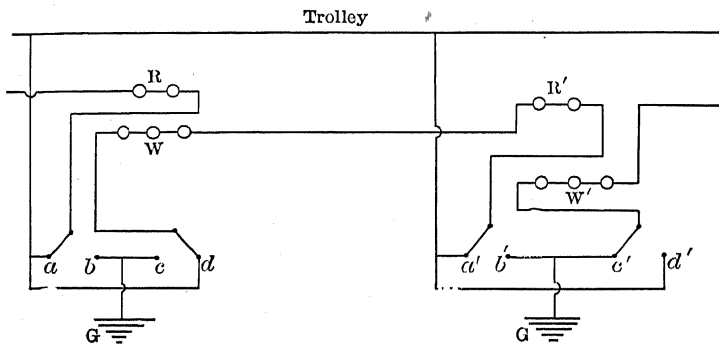 Trolley
R
R′
W
W′
a b c d
a′ b′ c′ d′
G
G